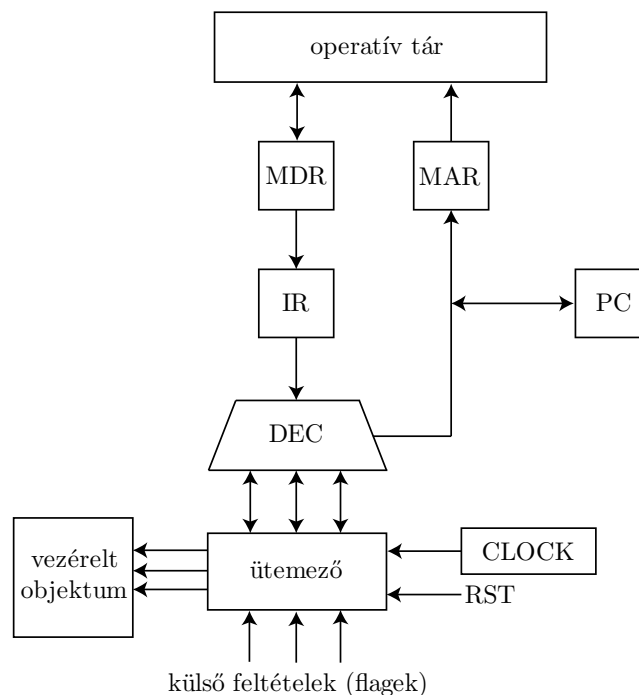 operatív tár
MDR
MAR
IR
PC
DEC
vezérelt
objektum
ütemező
CLOCK
RST
külső feltételek (flagek)